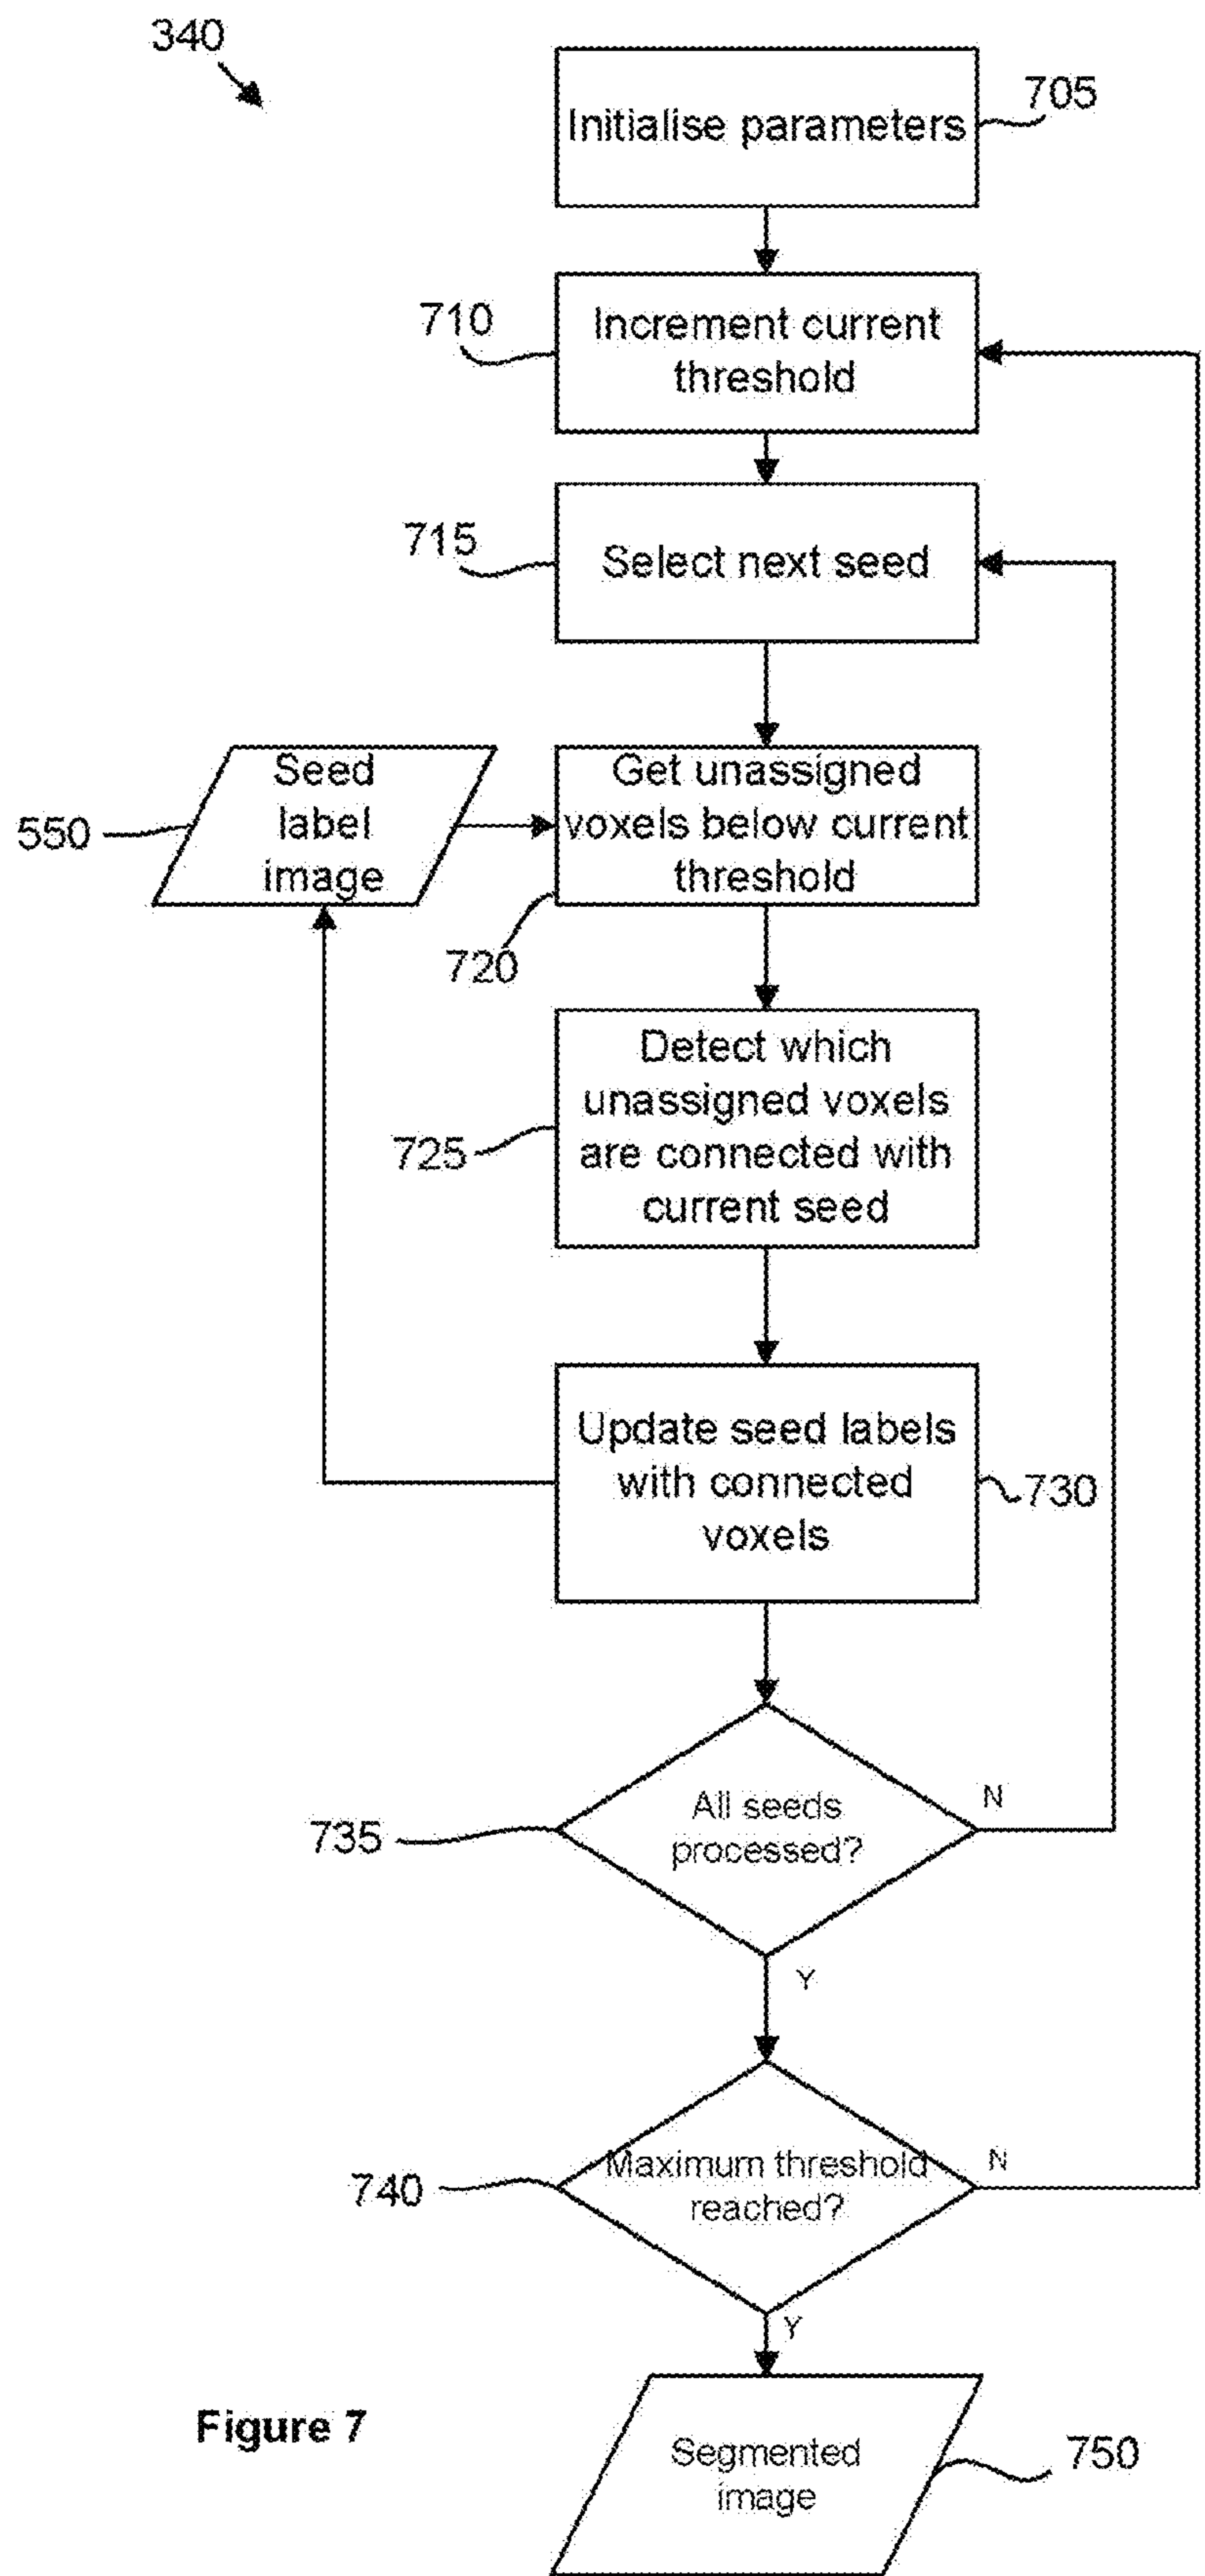 340
Initialise parameters
705
710
Increment current
threshold
715
Select next seed
Seed
label
image
550
Get unassigned
voxels below current
threshold
720
Detect which
unassigned voxels
are connected with
current seed
725
Update seed labels
with connected
voxels
730
All seeds
processed?
N
735
Y
Maximum threshold
reached?
N
740
Y
Figure 7
Segmented
image
750